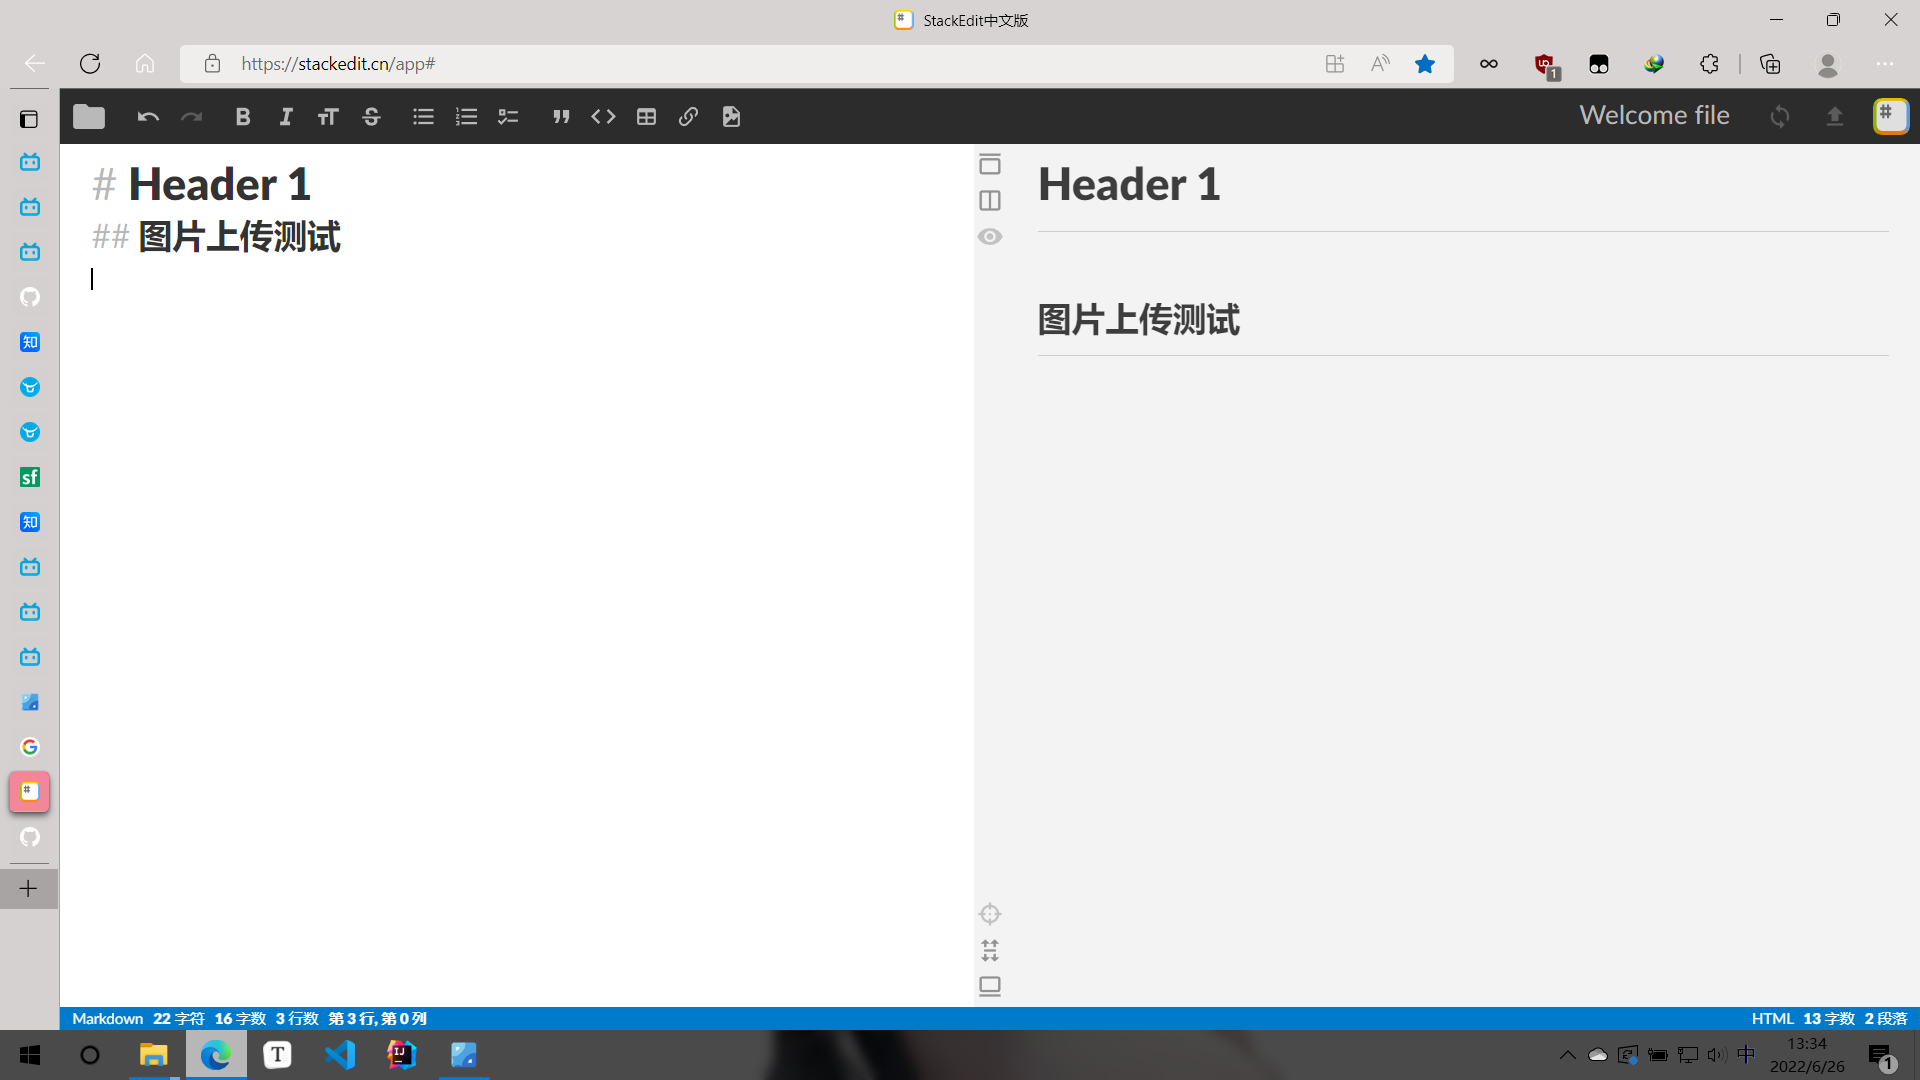 StackEdit中文版
https://stackedit.cn/app#
1
Welcome file
# Header 1
## 图片上传测试
Header 1
图片上传测试
知
sf
知
Markdown 22 字符 16 字数 3 行数 第 3 行, 第 0 列
HTML 13 字数 2 段落
T
IJ
中
13:34
2022/6/26
1